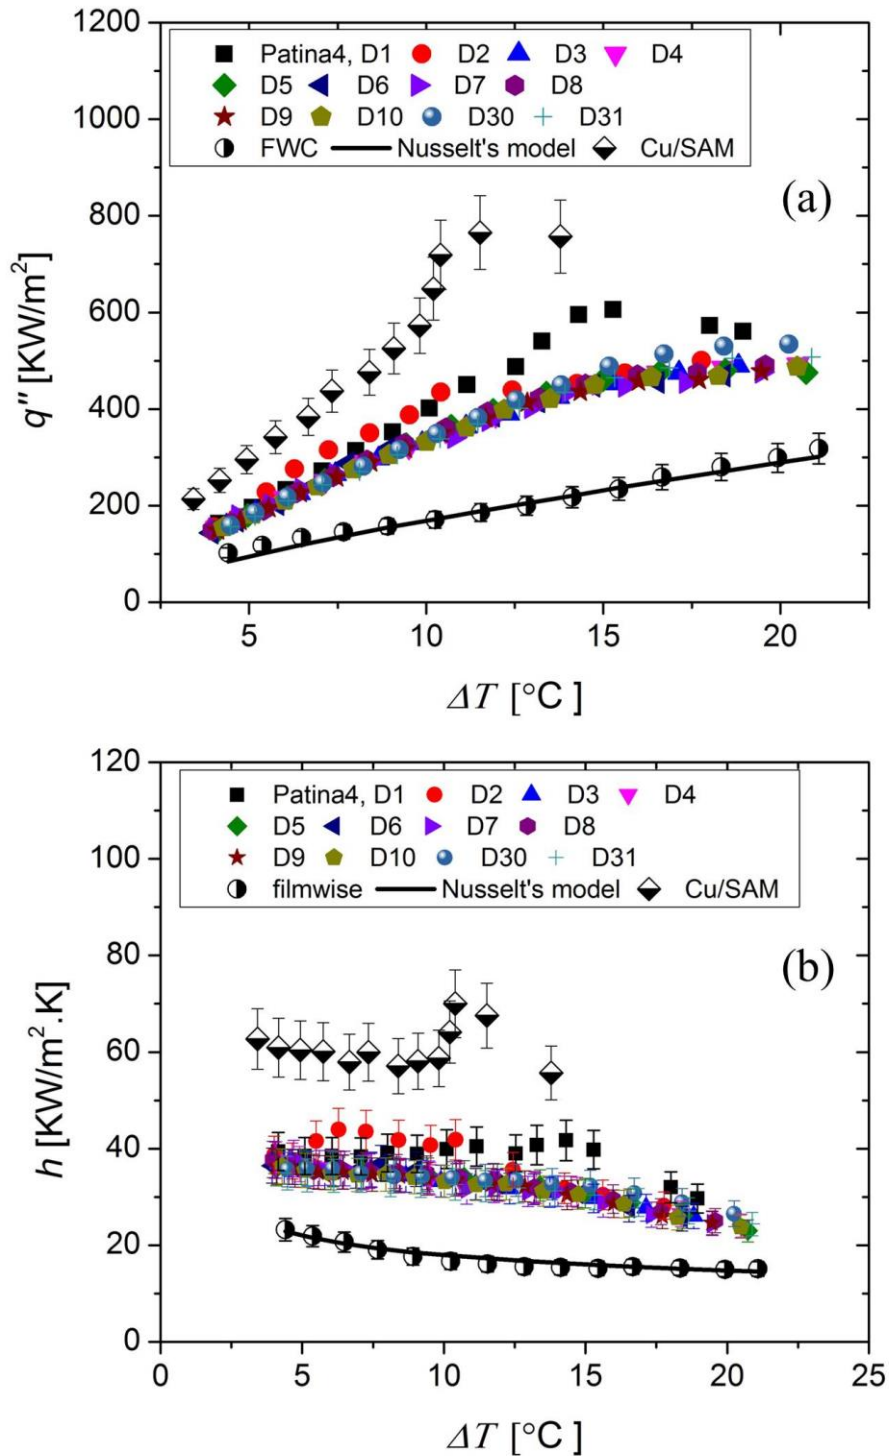 1200
1000
800
600
400
200
0
q″ [KW/m²]
Patina4, D1 D2 D3 D4
D5 D6 D7 D8
D9 D10 D30 D31
FWC Nusselt's model Cu/SAM
(a)
5 10 15 20
ΔT [°C ]
120
100
80
60
40
20
0
h [KW/m².K]
Patina4, D1 D2 D3 D4
D5 D6 D7 D8
D9 D10 D30 D31
filmwise Nusselt's model Cu/SAM
(b)
0 5 10 15 20 25
ΔT [°C ]